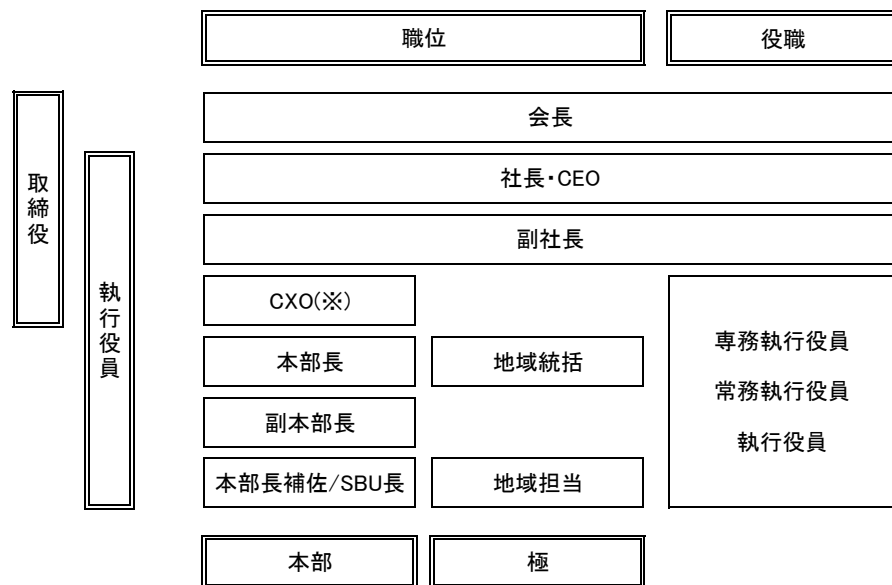 職位
役職
取締役
執行役員
会長
社長・CEO
副社長
CXO(※)
本部長
地域統括
副本部長
本部長補佐/SBU長
地域担当
専務執行役員
常務執行役員
執行役員
本部
極